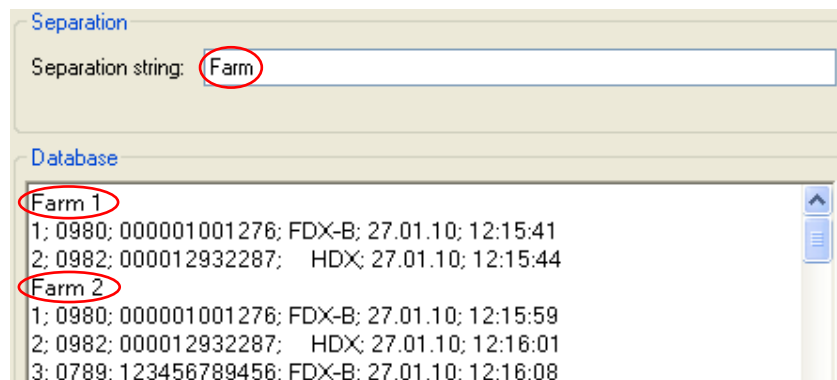 Separation
Separation string: Farm
Database
Farm 1
1; 0980; 000001001276; FDX-B; 27.01.10; 12:15:41
2; 0982; 000012932287; HDX; 27.01.10; 12:15:44
Farm 2
1; 0980; 000001001276; FDX-B; 27.01.10; 12:15:59
2; 0982; 000012932287; HDX; 27.01.10; 12:16:01
3; 0789; 123456789456; FDX-B; 27.01.10; 12:16:08